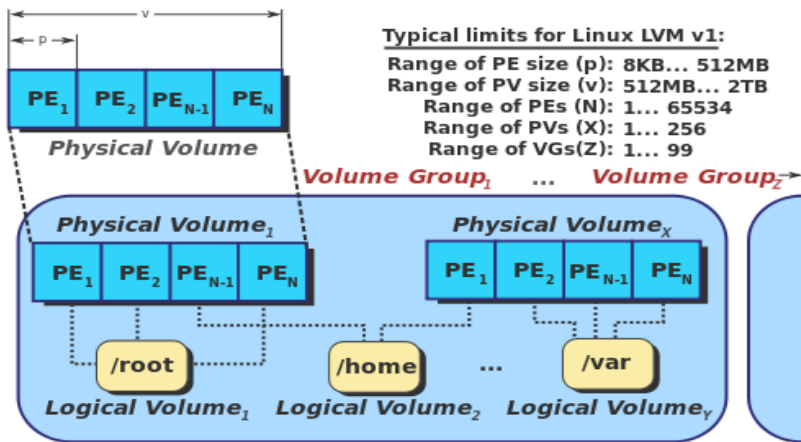 v
p
Typical limits for Linux LVM v1:
Range of PE size (p): 8KB... 512MB
Range of PV size (v): 512MB... 2TB
Range of PEs (N): 1... 65534
Range of PVs (X): 1... 256
Range of VGs(Z): 1... 99
PE1 PE2 PEN-1 PEN
Physical Volume
Volume Group1 ... Volume GroupZ
Physical Volume1 Physical VolumeX
PE1 PE2 PEN-1 PEN PE1 PE2 PEN-1 PEN
/root /home ... /var
Logical Volume1 Logical Volume2 Logical VolumeY